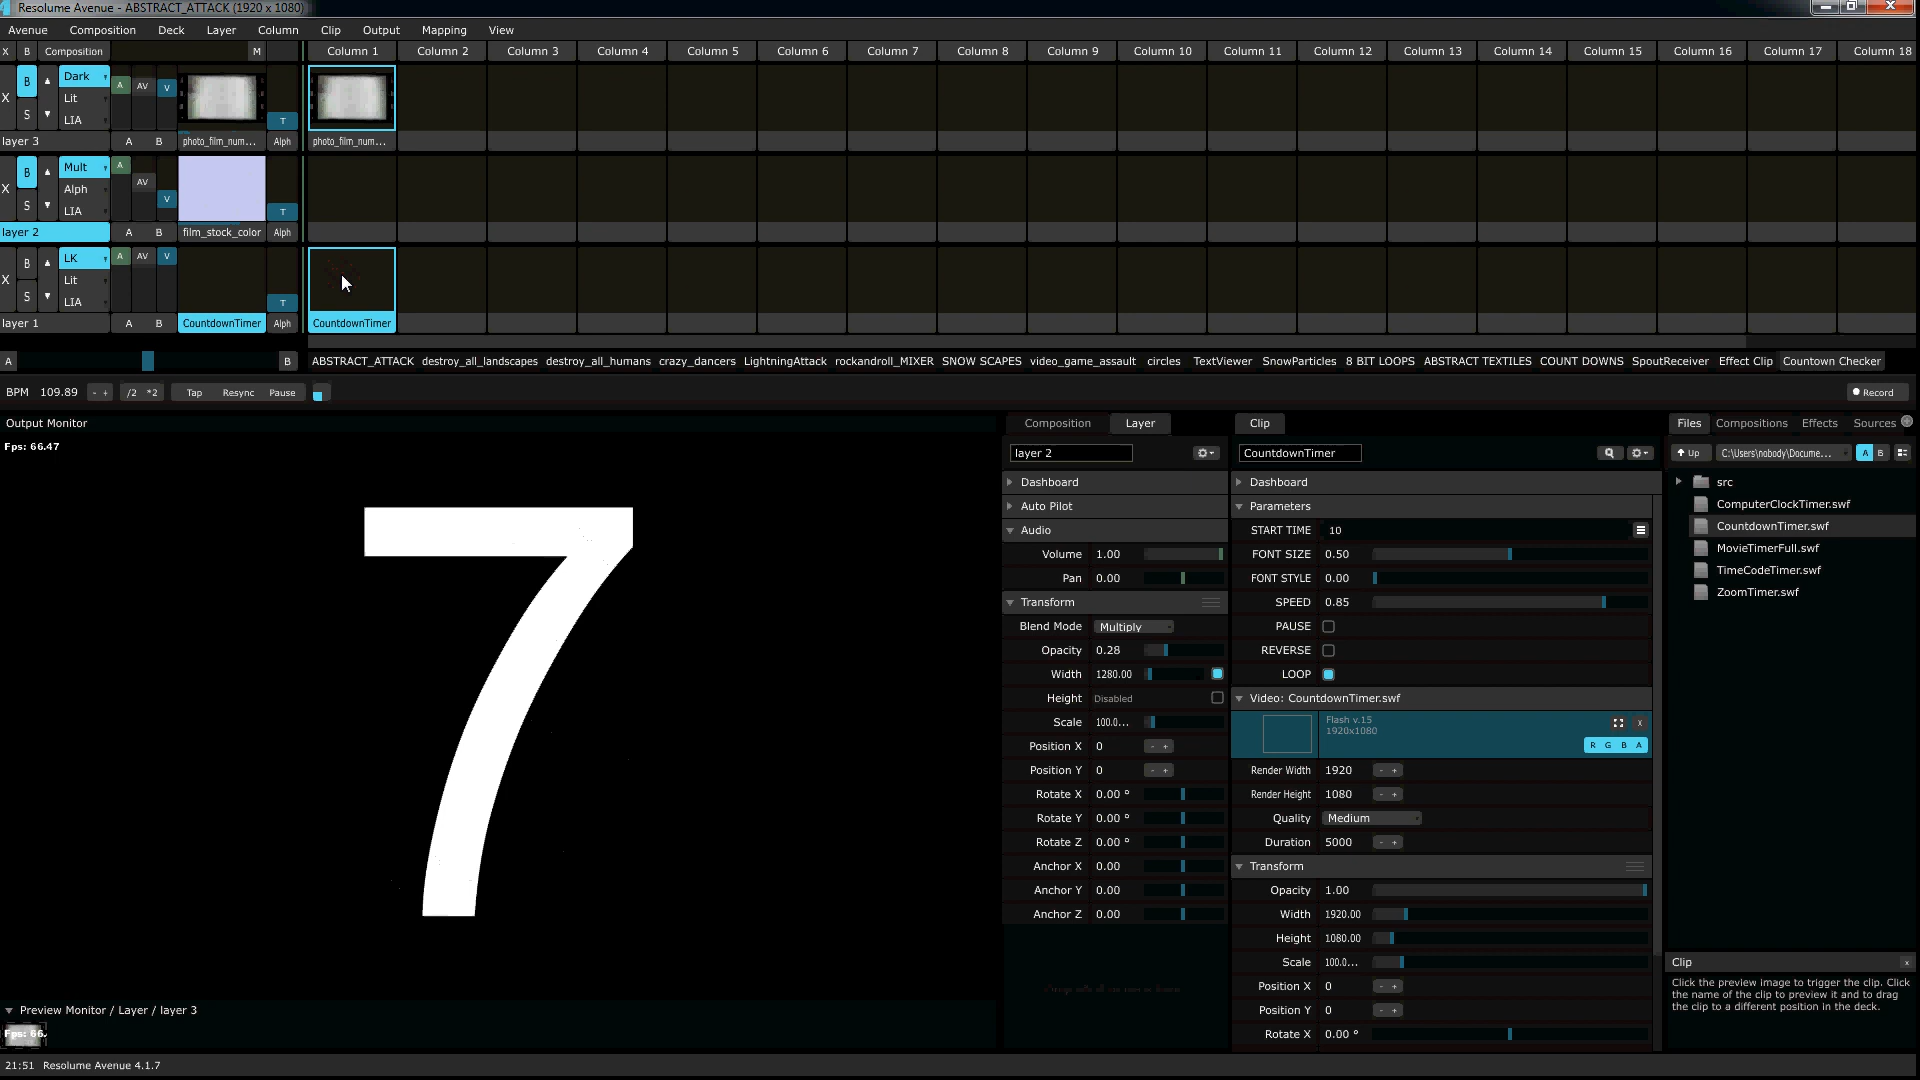 Resolume Avenue - ABSTRACT_ATTACK (1920 x 1080)
Avenue Composition Deck Layer Column Clip Output Mapping View
X B Composition M Column 1 Column 2 Column 3 Column 4 Column 5 Column 6 Column 7 Column 8 Column 9 Column 10 Column 11 Column 12 Column 13 Column 14 Column 15 Column 16 Column 17 Column 18
X B S Dark Lit LIA A AV V T
layer 3 A B photo_film_num... Alph photo_film_num...
X B S Mult Alph LIA A AV V T
layer 2 A B film_stock_color Alph
X B S LK Lit LIA A AV V T
layer 1 A B CountdownTimer Alph CountdownTimer
A B ABSTRACT_ATTACK destroy_all_landscapes destroy_all_humans crazy_dancers LightningAttack rockandroll_MIXER SNOW SCAPES video_game_assault circles TextViewer SnowParticles 8 BIT LOOPS ABSTRACT TEXTILES COUNT DOWNS SpoutReceiver Effect Clip Countown Checker
BPM 109.89 - + /2 *2 Tap Resync Pause Record
Output Monitor
Fps: 66.47
7
Preview Monitor / Layer / layer 3
Fps: 66.
21:51 Resolume Avenue 4.1.7
Composition Layer
layer 2
Dashboard
Auto Pilot
Audio
Volume 1.00
Pan 0.00
Transform
Blend Mode Multiply
Opacity 0.28
Width 1280.00
Height Disabled
Scale 100.0...
Position X 0 - +
Position Y 0 - +
Rotate X 0.00 °
Rotate Y 0.00 °
Rotate Z 0.00 °
Anchor X 0.00
Anchor Y 0.00
Anchor Z 0.00
Clip
CountdownTimer
Dashboard
Parameters
START TIME 10
FONT SIZE 0.50
FONT STYLE 0.00
SPEED 0.85
PAUSE
REVERSE
LOOP
Video: CountdownTimer.swf
Flash v.15 x
1920x1080
R G B A
Render Width 1920 - +
Render Height 1080 - +
Quality Medium
Duration 5000 - +
Transform
Opacity 1.00
Width 1920.00
Height 1080.00
Scale 100.0...
Position X 0 - +
Position Y 0 - +
Rotate X 0.00 °
Files Compositions Effects Sources
Up C:\Users\nobody\Docume... A B
src
ComputerClockTimer.swf
CountdownTimer.swf
MovieTimerFull.swf
TimeCodeTimer.swf
ZoomTimer.swf
Clip x
Click the preview image to trigger the clip. Click
the name of the clip to preview it and to drag
the clip to a different position in the deck.